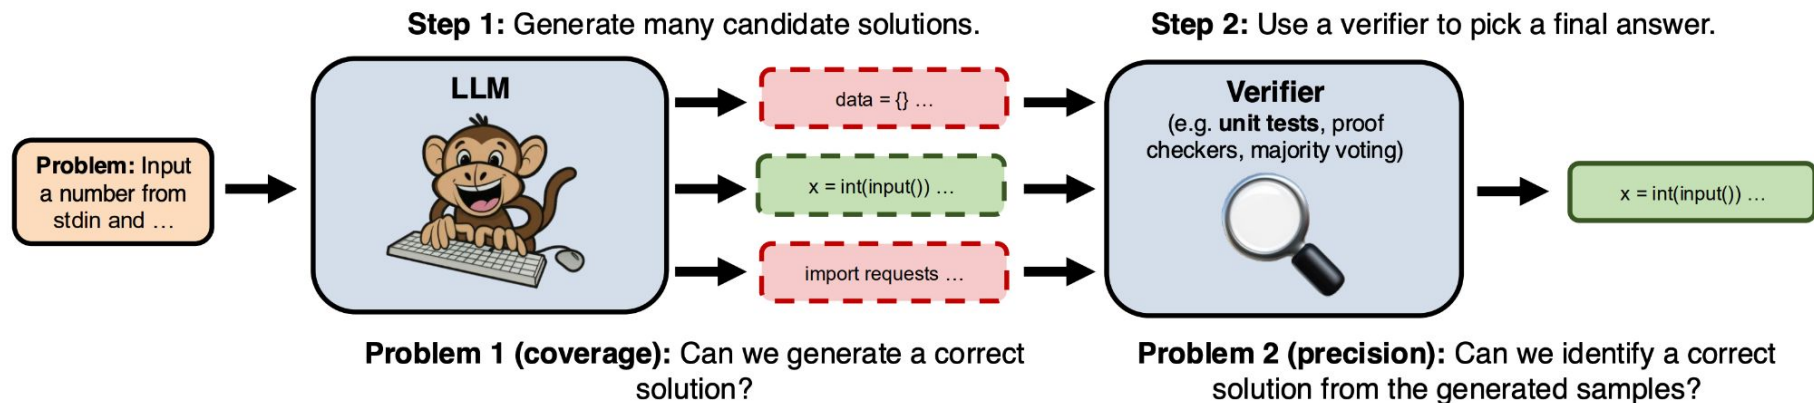 Step 1: Generate many candidate solutions.
Step 2: Use a verifier to pick a final answer.
Problem: Input
a number from
stdin and …
LLM
data = {} …
x = int(input()) …
import requests …
Verifier
(e.g. unit tests, proof
checkers, majority voting)
x = int(input()) …
Problem 1 (coverage): Can we generate a correct
solution?
Problem 2 (precision): Can we identify a correct
solution from the generated samples?